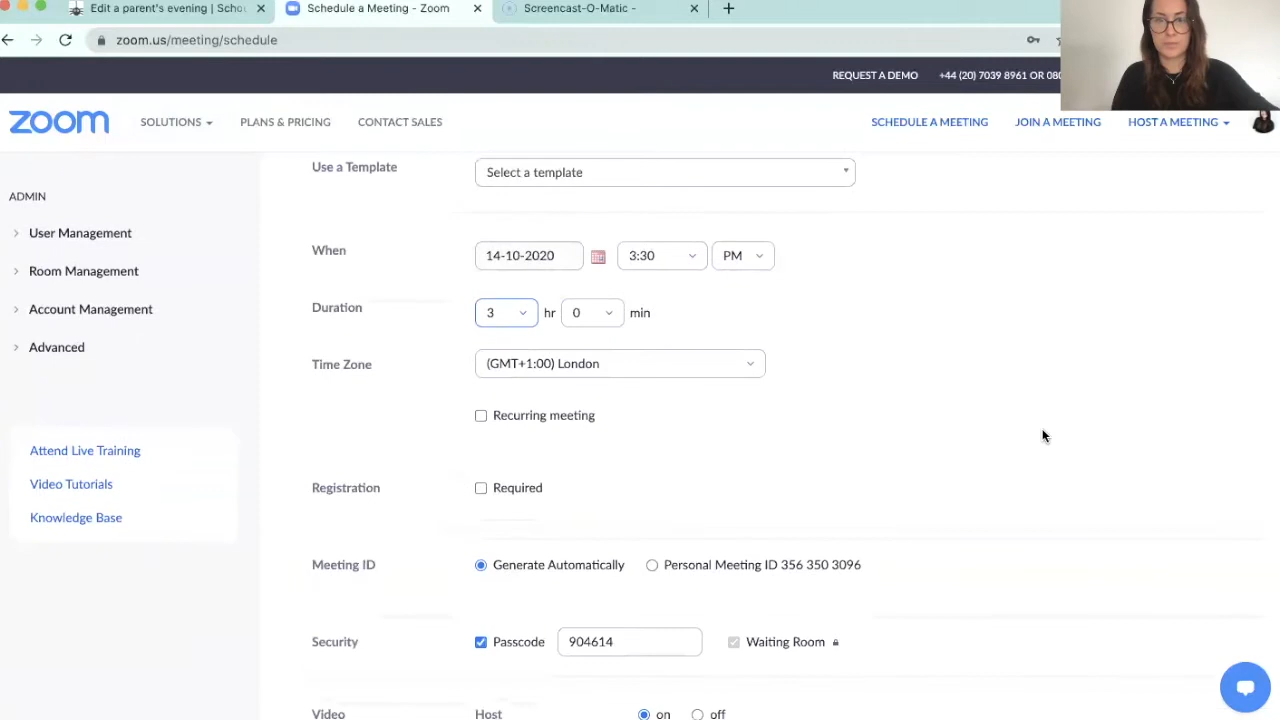 Edit a parent's evening | Schou
Schedule a Meeting - Zoom
Screencast-O-Matic -
zoom.us/meeting/schedule
REQUEST A DEMO
+44 (20) 7039 8961 OR 080
zoom
SOLUTIONS
PLANS & PRICING
CONTACT SALES
SCHEDULE A MEETING
JOIN A MEETING
HOST A MEETING
ADMIN
User Management
Room Management
Account Management
Advanced
Attend Live Training
Video Tutorials
Knowledge Base
Use a Template
Select a template
When
14-10-2020
3:30
PM
Duration
3
hr
0
min
Time Zone
(GMT+1:00) London
Recurring meeting
Registration
Required
Meeting ID
Generate Automatically
Personal Meeting ID 356 350 3096
Security
Passcode
904614
Waiting Room
Video
Host
on
off